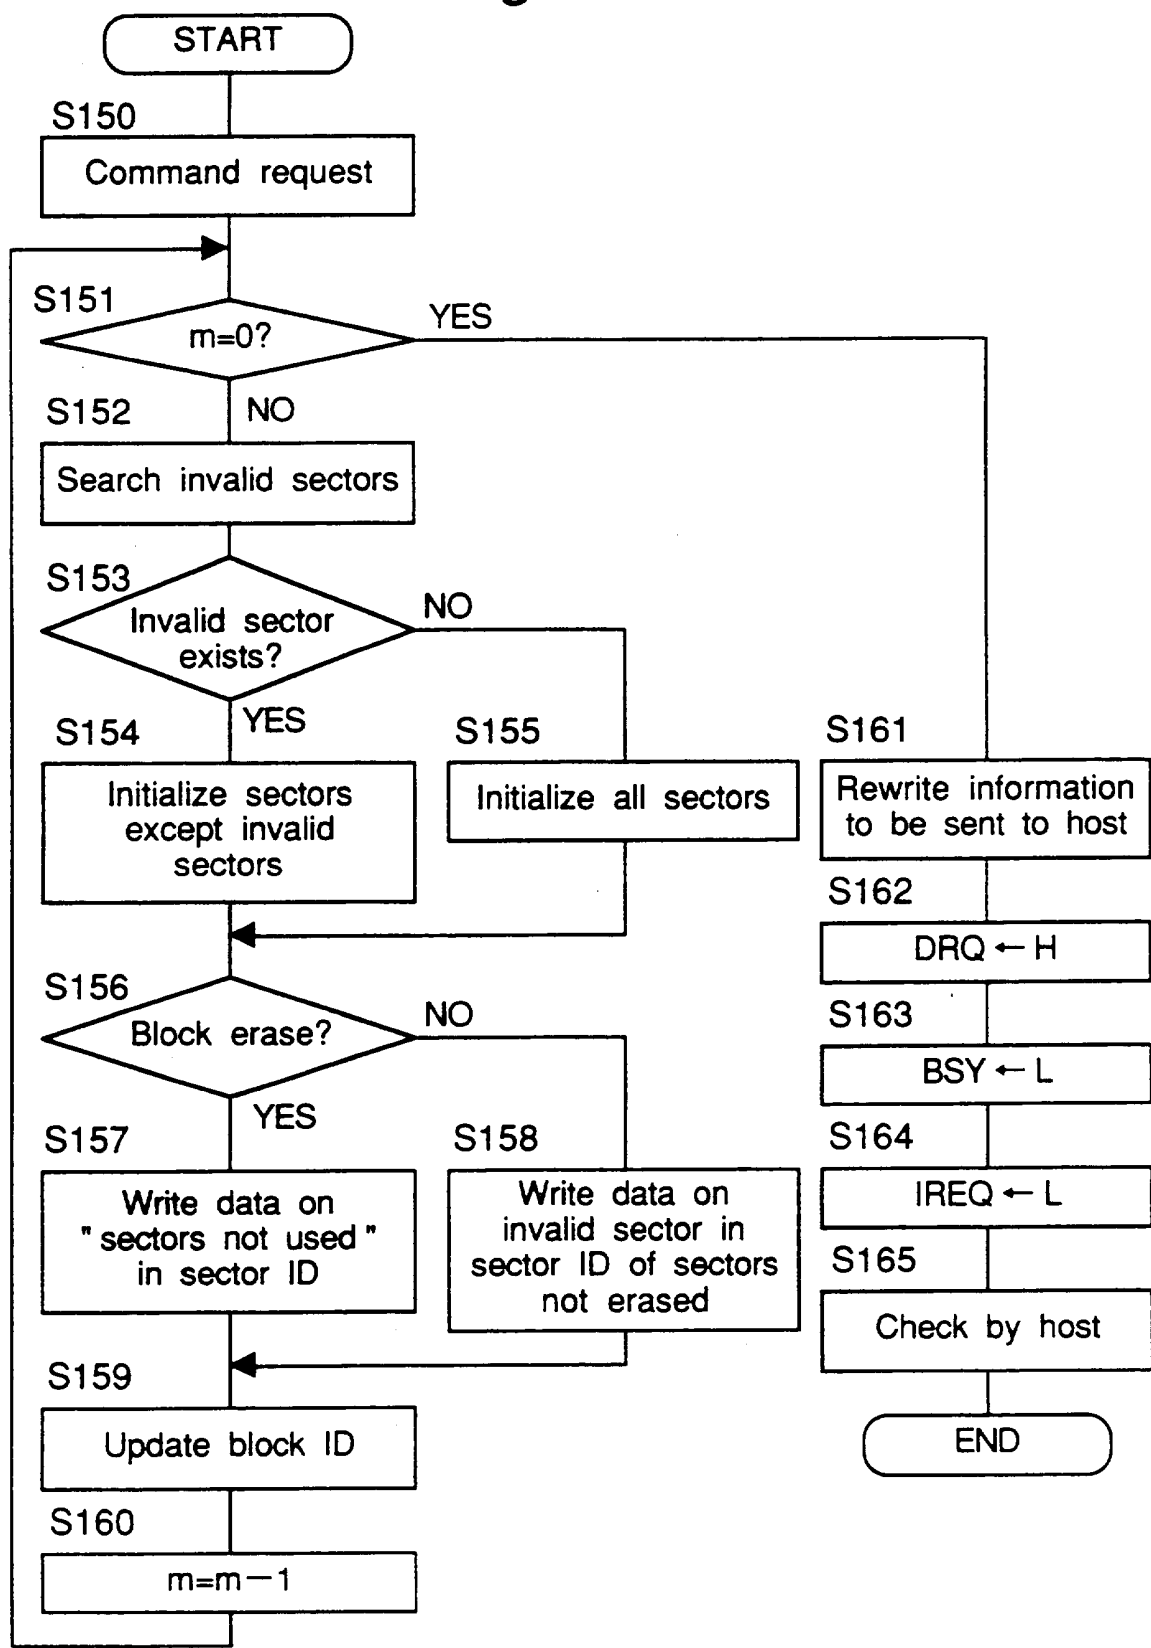 START
S150
Command request
S151
m=0?
YES
NO
S152
Search invalid sectors
S153
Invalid sector
exists?
NO
YES
S154
Initialize sectors
except invalid
sectors
S155
Initialize all sectors
S156
Block erase?
NO
YES
S157
Write data on
"sectors not used"
in sector ID
S158
Write data on
invalid sector in
sector ID of sectors
not erased
S159
Update block ID
S160
m=m−1
S161
Rewrite information
to be sent to host
S162
DRQ ← H
S163
BSY ← L
S164
IREQ ← L
S165
Check by host
END